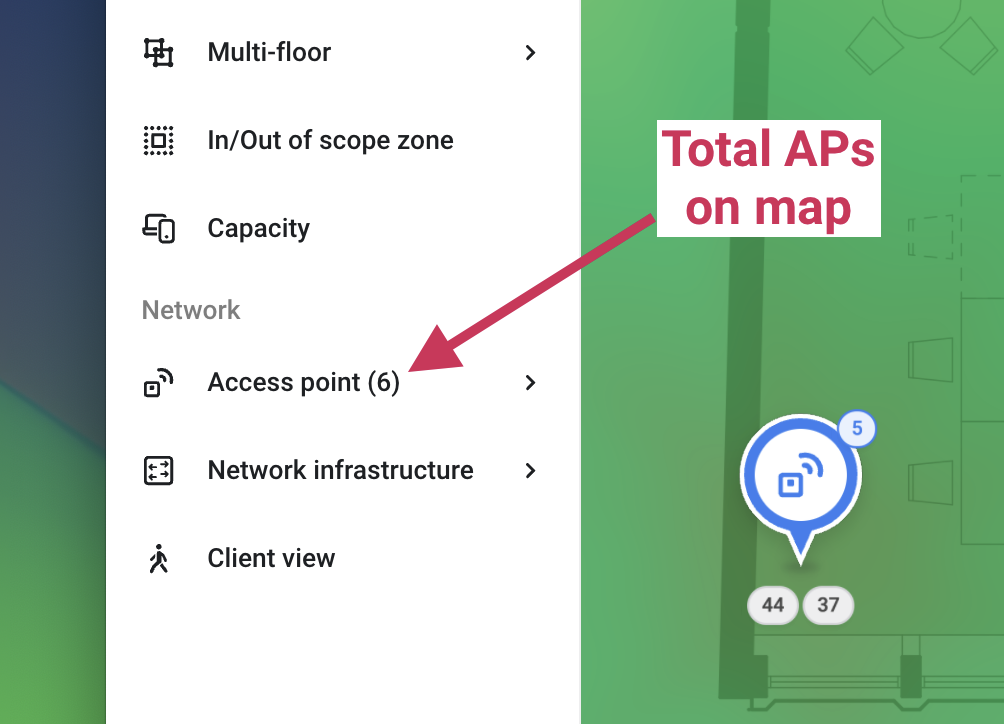 Multi-floor
In/Out of scope zone
Capacity
Network
Access point (6)
Network infrastructure
Client view
Total APs
on map
5
44 37